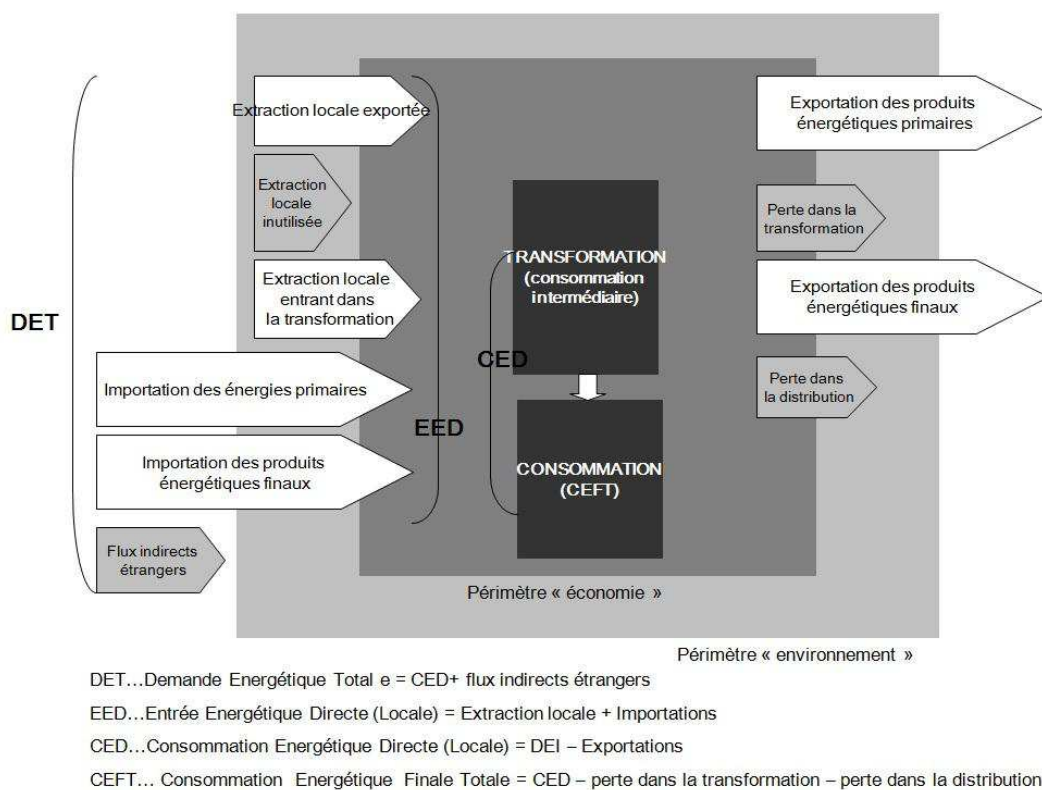 Extraction locale exportée
Exportation des produits
énergétiques primaires
Extraction
locale
inutilisée
Perte dans la
transformation
TRANSFORMATION
(consommation
intermédiaire)
Extraction locale
entrant dans
la transformation
Exportation des produits
énergétiques finaux
DET
CED
Importation des énergies primaires
Perte dans
la distribution
EED
Importation des produits
énergétiques finaux
CONSOMMATION
(CEFT)
Flux indirects
étrangers
Périmètre « économie »
Périmètre « environnement »
DET…Demande Energétique Total e = CED+ flux indirects étrangers
EED…Entrée Energétique Directe (Locale) = Extraction locale + Importations
CED…Consommation Energétique Directe (Locale) = DEI – Exportations
CEFT… Consommation Energétique Finale Totale = CED – perte dans la transformation – perte dans la distribution